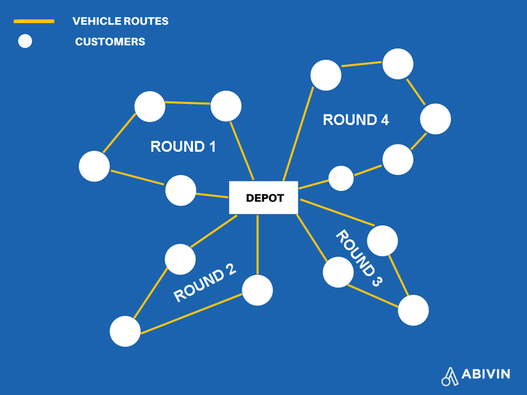 VEHICLE ROUTES
CUSTOMERS
ROUND 1
ROUND 4
DEPOT
ROUND 2
ROUND 3
ABIVIN